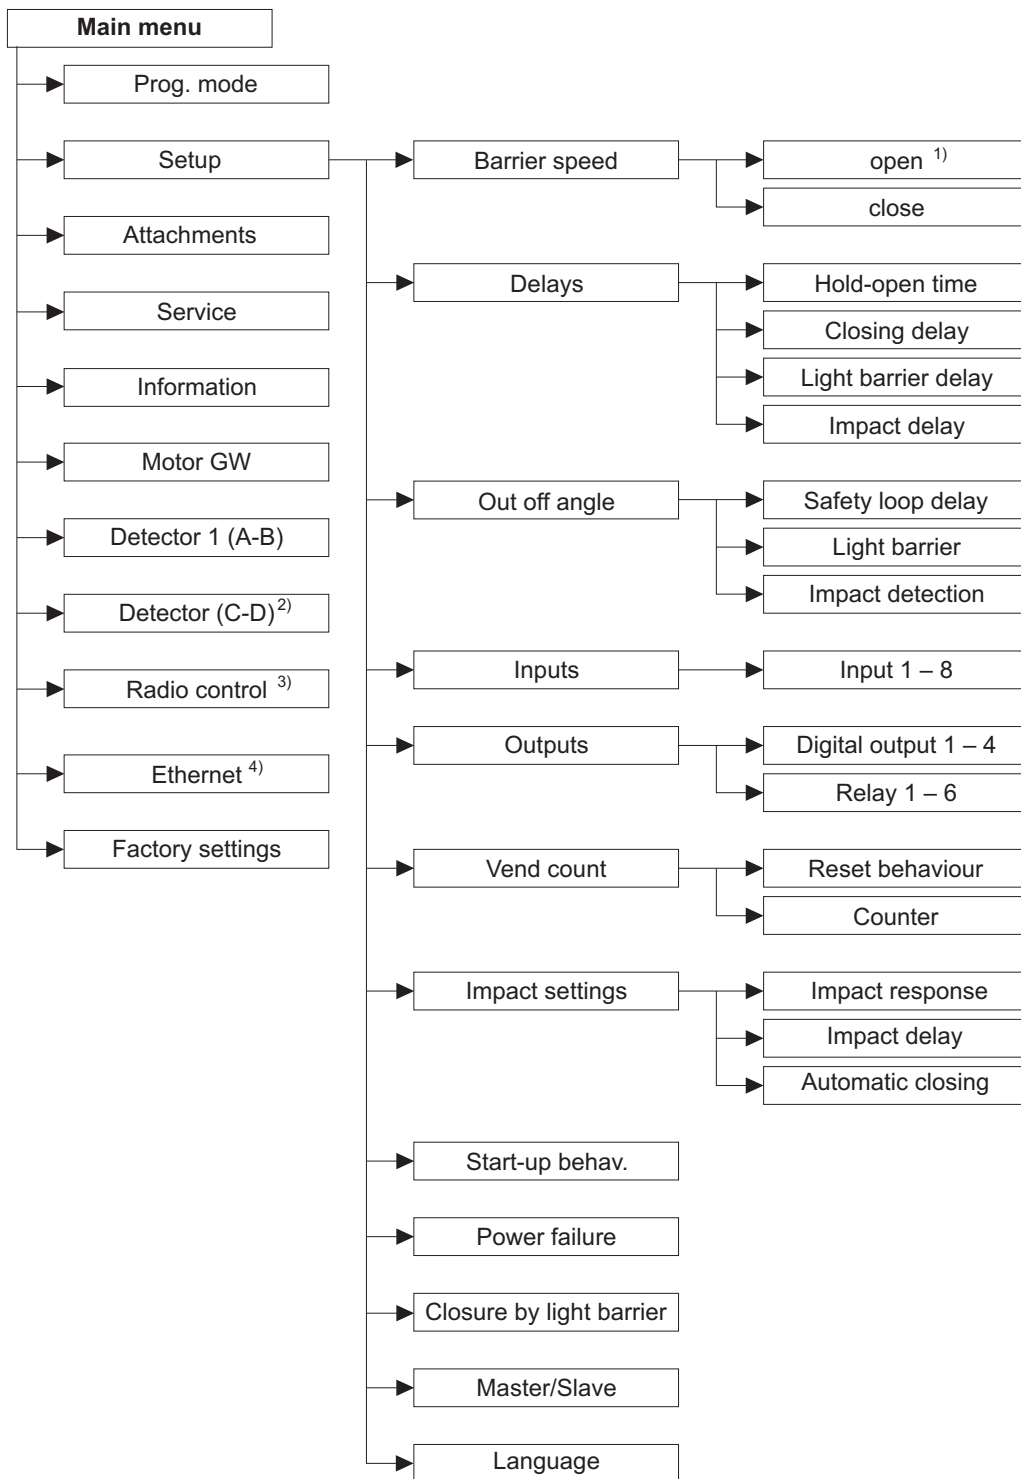 Main menu
Prog. mode
Setup
Barrier speed
open 1)
close
Attachments
Delays
Hold-open time
Service
Closing delay
Light barrier delay
Information
Impact delay
Motor GW
Out off angle
Safety loop delay
Detector 1 (A-B)
Light barrier
Impact detection
Detector (C-D) 2)
Inputs
Input 1 – 8
Radio control 3)
Outputs
Digital output 1 – 4
Ethernet 4)
Relay 1 – 6
Factory settings
Vend count
Reset behaviour
Counter
Impact settings
Impact response
Impact delay
Automatic closing
Start-up behav.
Power failure
Closure by light barrier
Master/Slave
Language